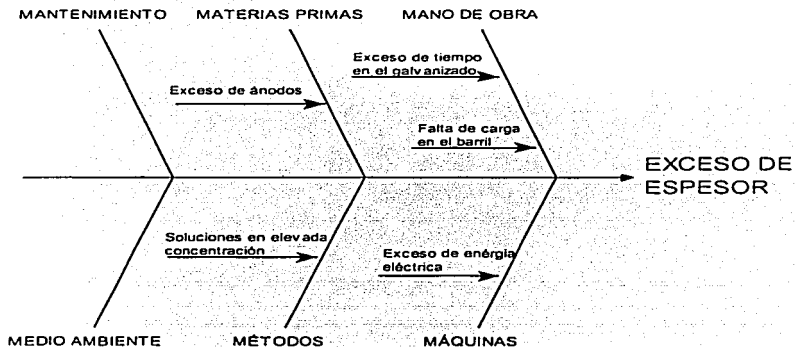 MANTENIMIENTO
MATERIAS PRIMAS
MANO DE OBRA
Exceso de tiempo
en el galvanizado
Exceso de ánodos
Falta de carga
en el barril
EXCESO DE
ESPESOR
Soluciones en elevada
concentración
Exceso de enérgia
eléctrica
MEDIO AMBIENTE
MÉTODOS
MÁQUINAS